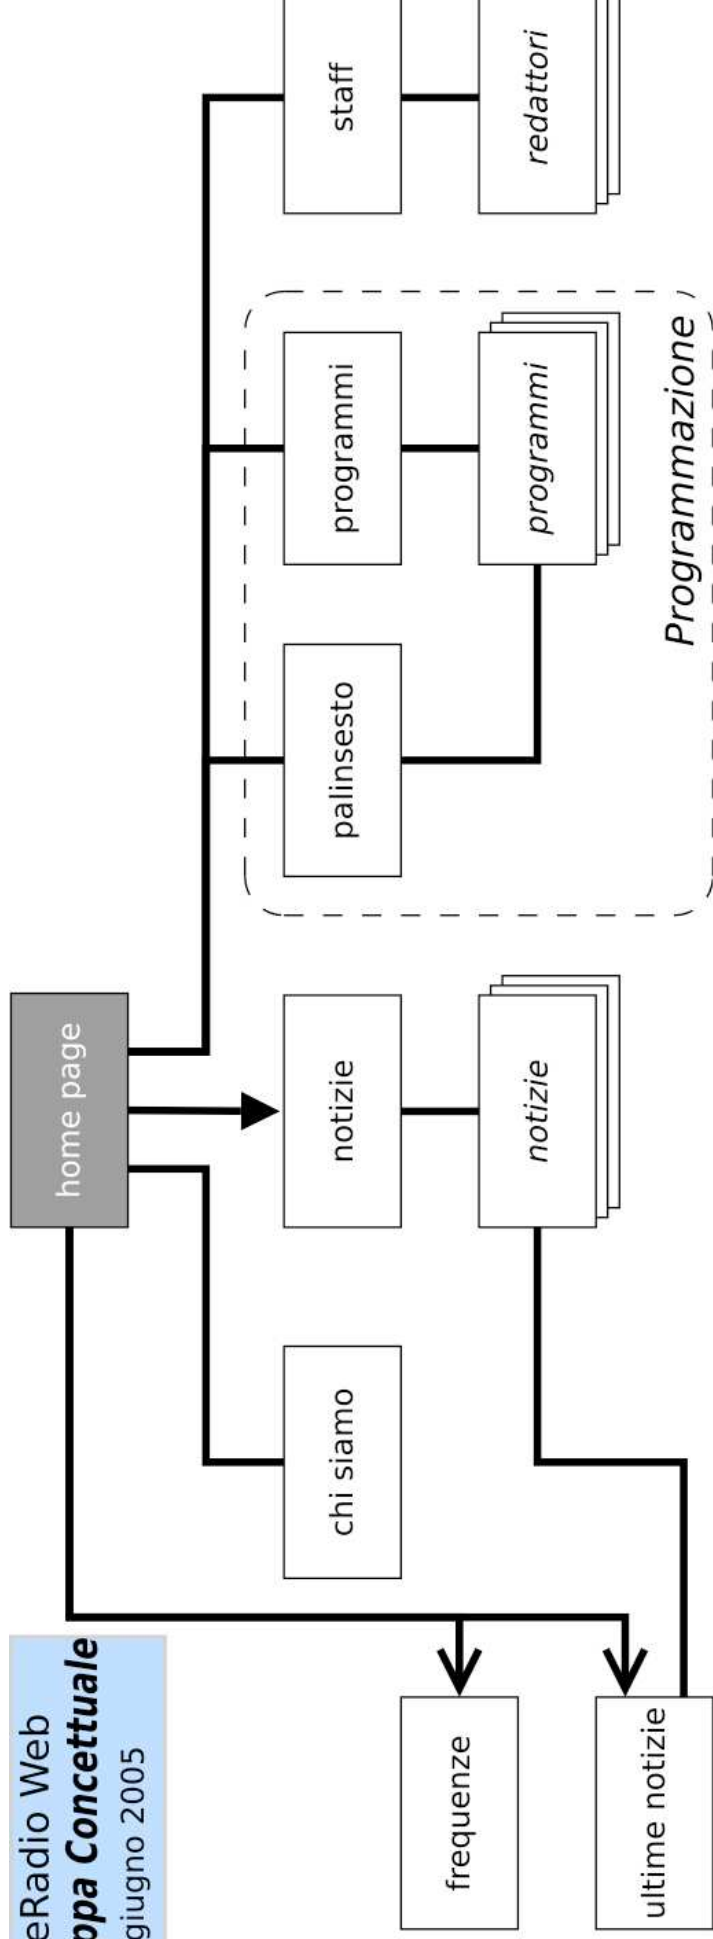 eRadio Web
ppa Concettuale
giugno 2005
home page
chi siamo
notizie
palinsesto
programmi
staff
frequenze
ultime notizie
notizie
programmi
redattori
Programmazione